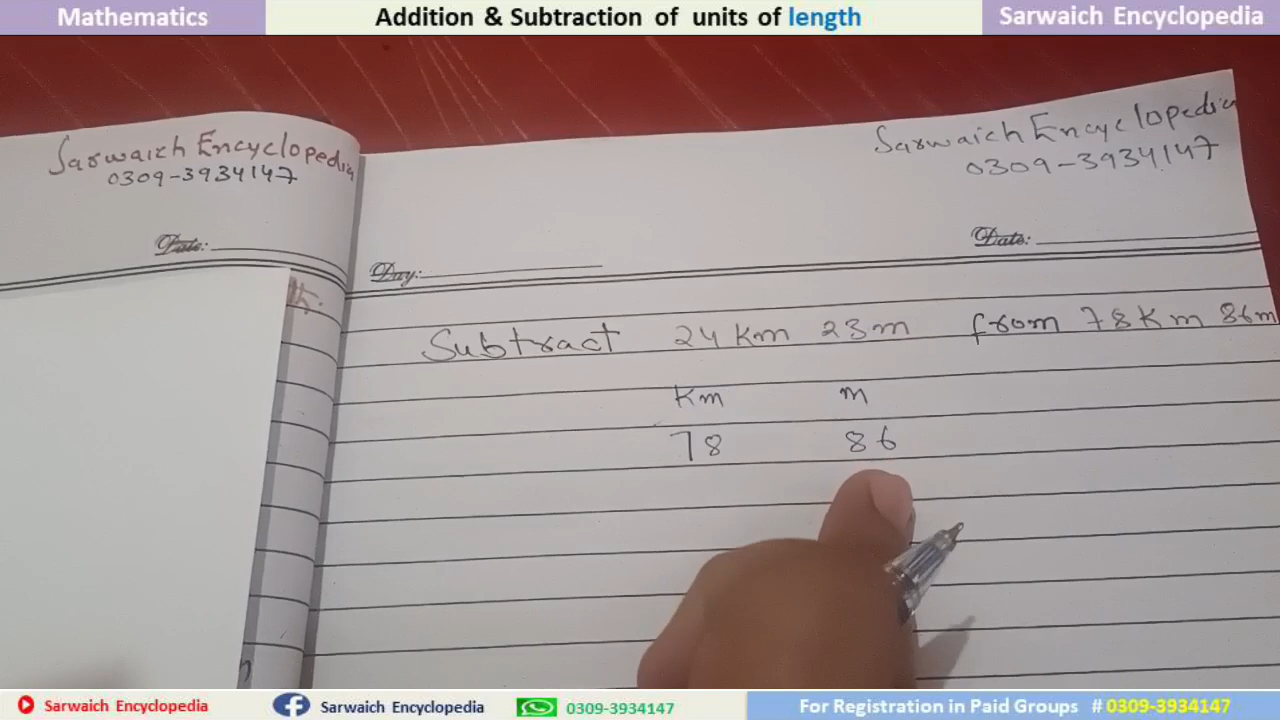 Mathematics
Addition & Subtraction of units of length
Sarwaich Encyclopedia
Sarwaich Encyclopedia
0309-3934147
Date:
Sarwaich Encyclopedia
0309-3934147
Day:
Date:
Subtract 24 Km 23m from 78Km 86m
Km m
78 86
Sarwaich Encyclopedia
Sarwaich Encyclopedia
0309-3934147
For Registration in Paid Groups # 0309-3934147